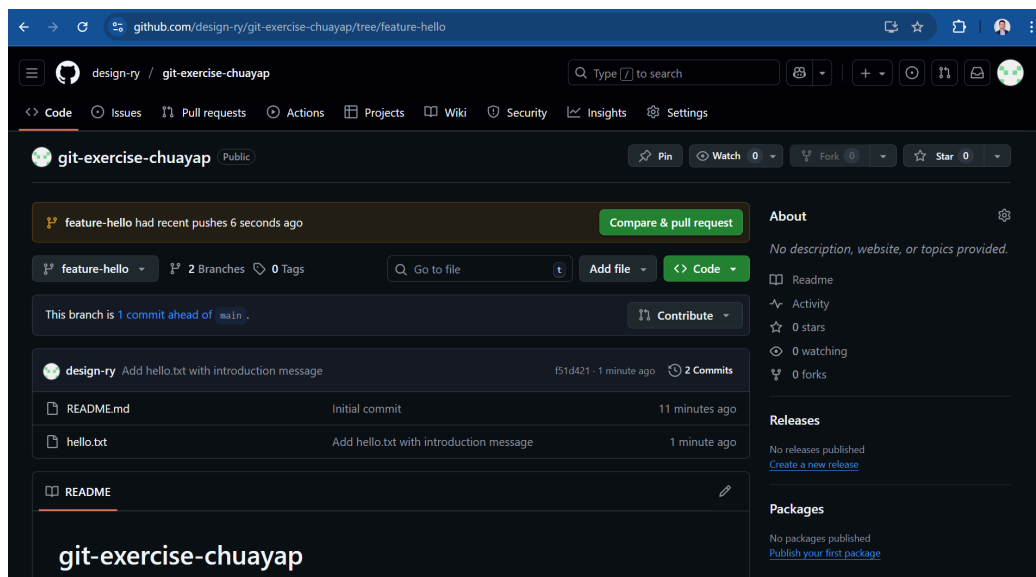 github.com/design-ry/git-exercise-chuayap/tree/feature-hello
design-ry / git-exercise-chuayap
Type / to search
Code Issues Pull requests Actions Projects Wiki Security Insights Settings
git-exercise-chuayap Public
Pin Watch 0 Fork 0 Star 0
feature-hello had recent pushes 6 seconds ago
Compare & pull request
feature-hello 2 Branches 0 Tags
Go to file t
Add file
<> Code
This branch is 1 commit ahead of main .
Contribute
design-ry Add hello.txt with introduction message f51d421 · 1 minute ago 2 Commits
README.md Initial commit 11 minutes ago
hello.txt Add hello.txt with introduction message 1 minute ago
README
git-exercise-chuayap
About
No description, website, or topics provided.
Readme
Activity
0 stars
0 watching
0 forks
Releases
No releases published
Create a new release
Packages
No packages published
Publish your first package